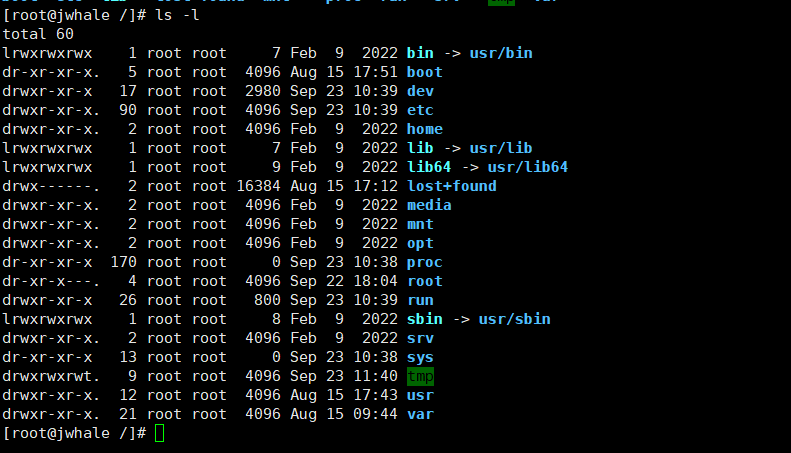 [root@jwhale /]# ls -l
total 60
lrwxrwxrwx    1 root root     7 Feb  9  2022 bin -> usr/bin
dr-xr-xr-x.   5 root root  4096 Aug 15 17:51 boot
drwxr-xr-x   17 root root  2980 Sep 23 10:39 dev
drwxr-xr-x.  90 root root  4096 Sep 23 10:39 etc
drwxr-xr-x.   2 root root  4096 Feb  9  2022 home
lrwxrwxrwx    1 root root     7 Feb  9  2022 lib -> usr/lib
lrwxrwxrwx    1 root root     9 Feb  9  2022 lib64 -> usr/lib64
drwx------.   2 root root 16384 Aug 15 17:12 lost+found
drwxr-xr-x.   2 root root  4096 Feb  9  2022 media
drwxr-xr-x.   2 root root  4096 Feb  9  2022 mnt
drwxr-xr-x.   2 root root  4096 Feb  9  2022 opt
dr-xr-xr-x  170 root root     0 Sep 23 10:38 proc
dr-xr-x---.   4 root root  4096 Sep 22 18:04 root
drwxr-xr-x   26 root root   800 Sep 23 10:39 run
lrwxrwxrwx    1 root root     8 Feb  9  2022 sbin -> usr/sbin
drwxr-xr-x.   2 root root  4096 Feb  9  2022 srv
dr-xr-xr-x   13 root root     0 Sep 23 10:38 sys
drwxrwxrwt.   9 root root  4096 Sep 23 11:40 tmp
drwxr-xr-x.  12 root root  4096 Aug 15 17:43 usr
drwxr-xr-x.  21 root root  4096 Aug 15 09:44 var
[root@jwhale /]#